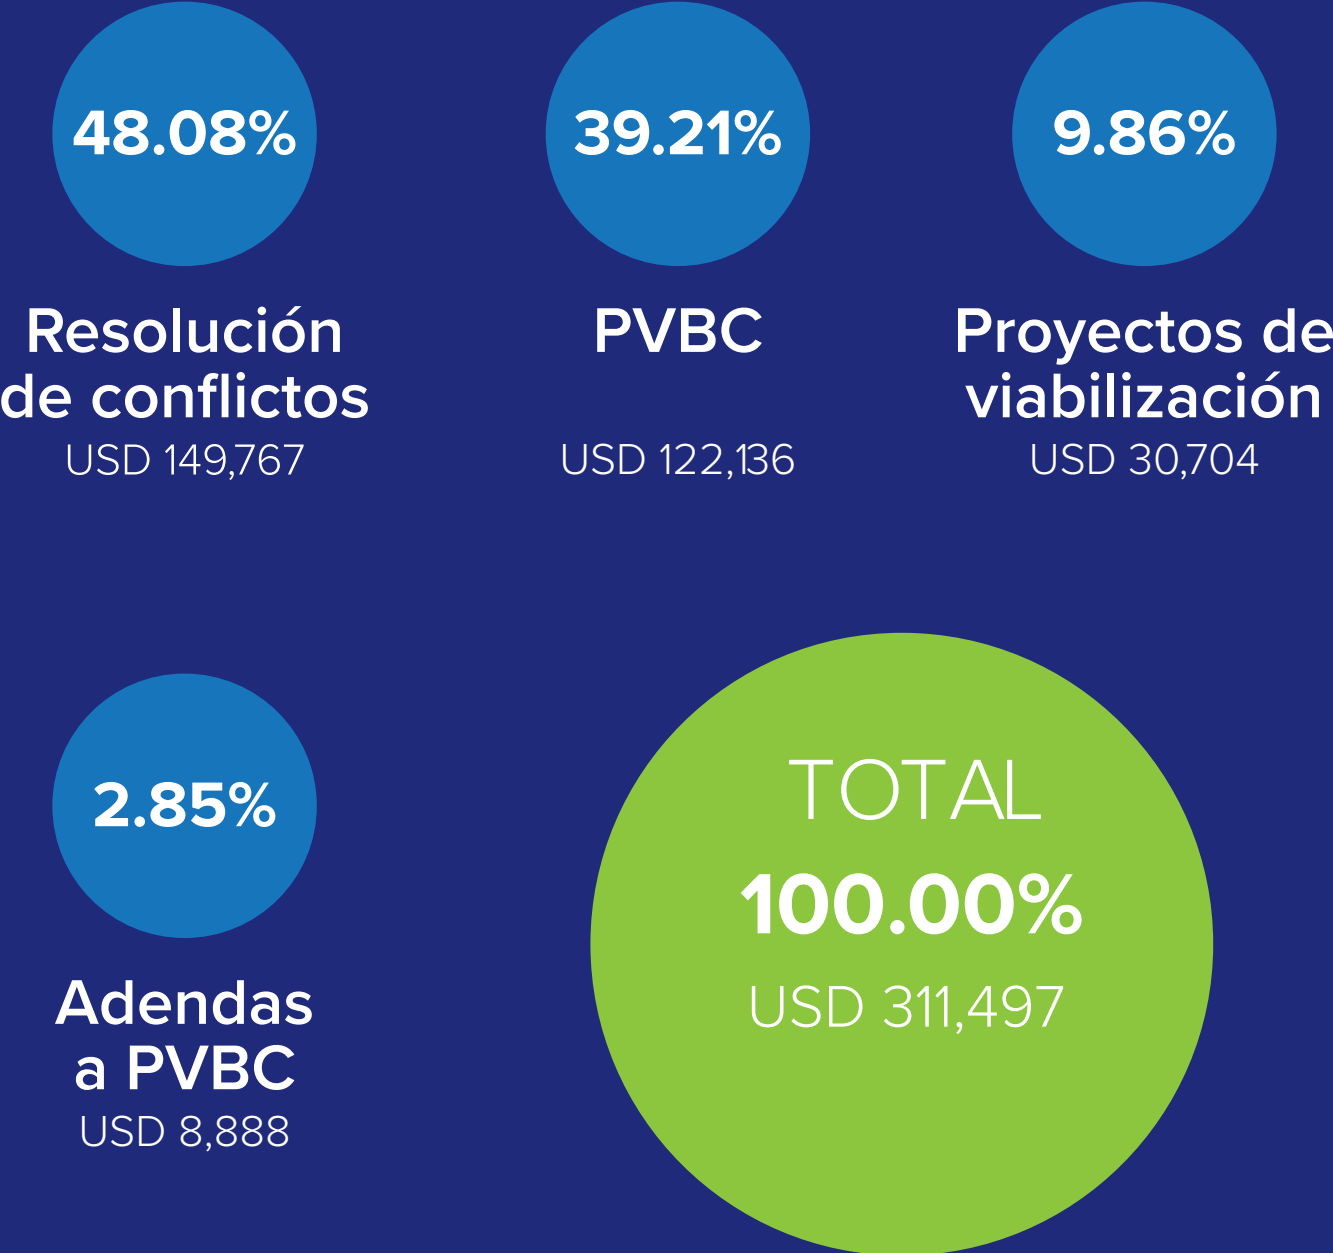 48.08%
Resolución
de conflictos
USD 149,767
39.21%
PVBC
USD 122,136
9.86%
Proyectos de
viabilización
USD 30,704
2.85%
Adendas
a PVBC
USD 8,888
TOTAL
100.00%
USD 311,497